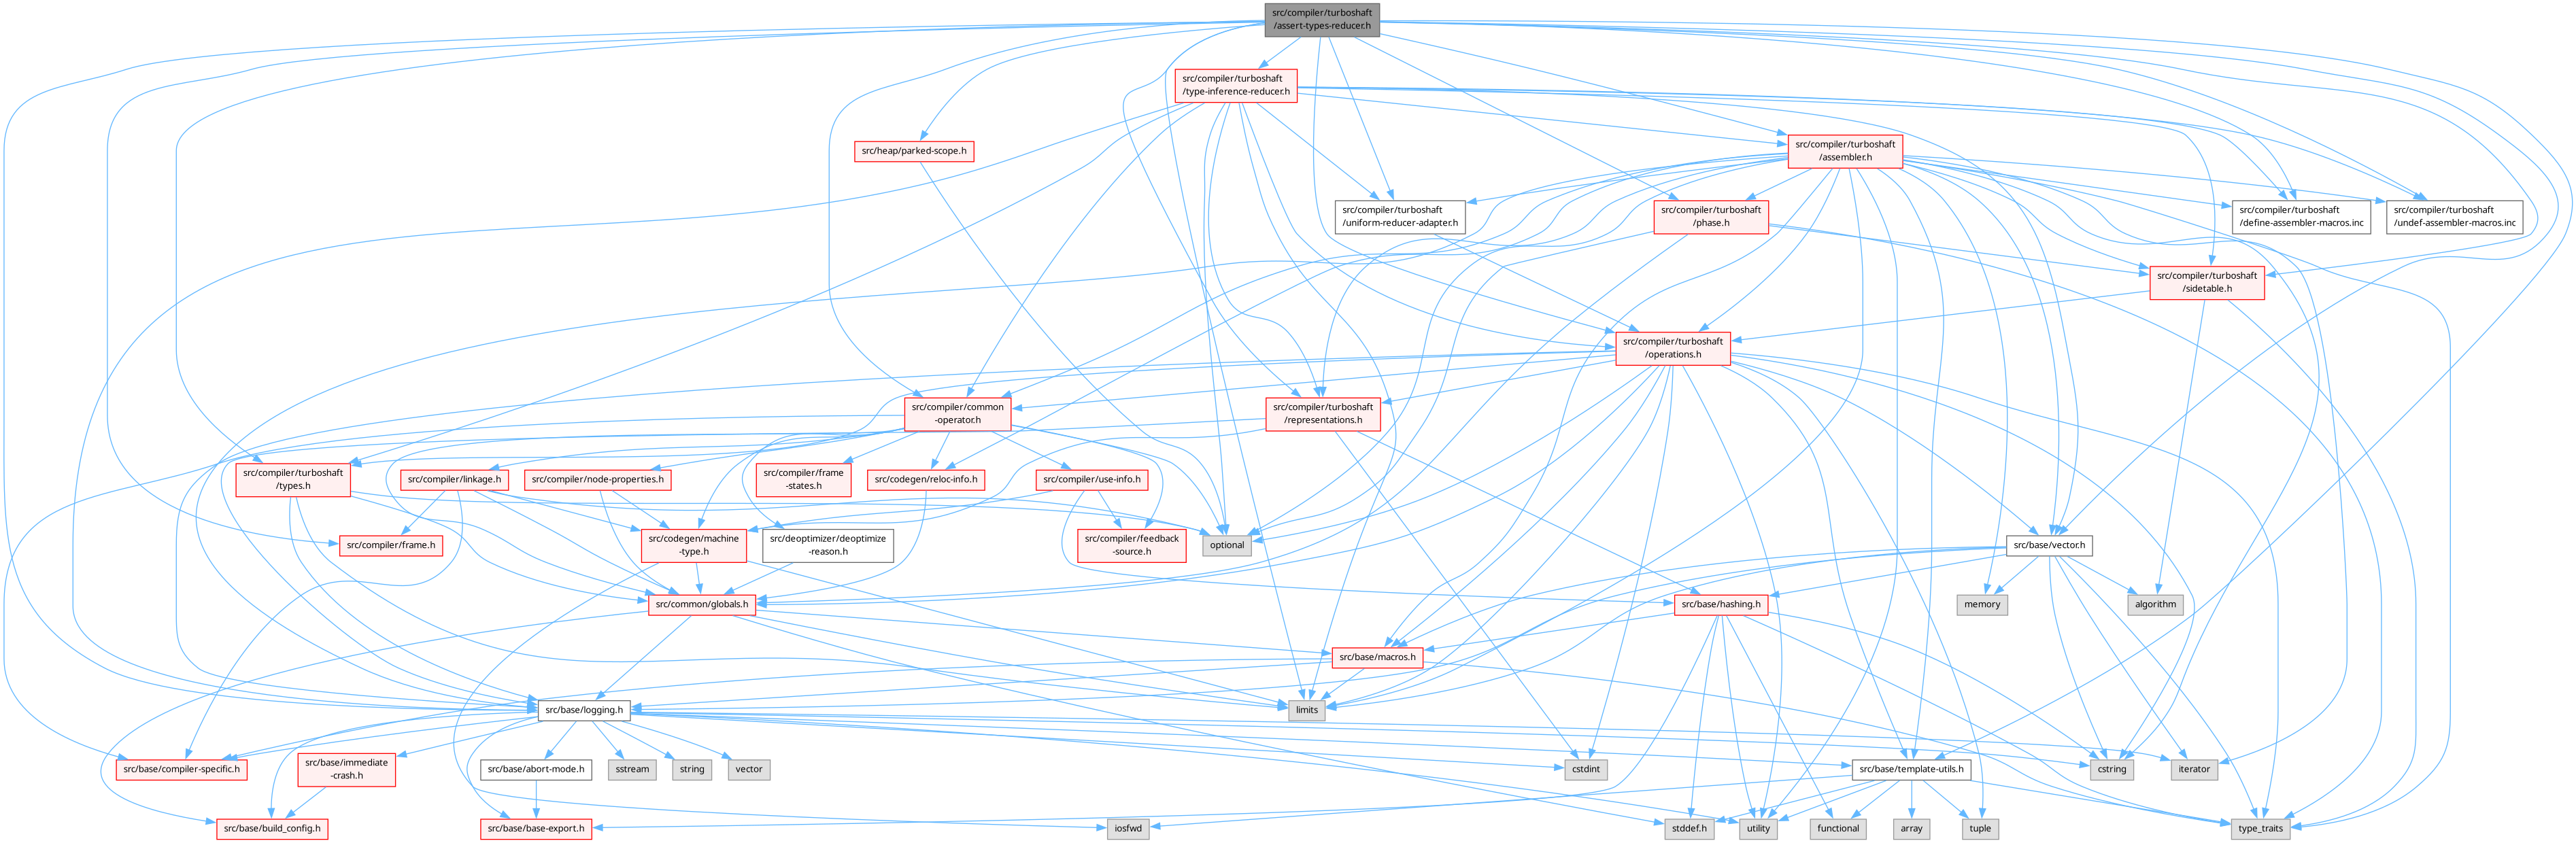 src/compiler/turboshaft
/assert-types-reducer.h
src/compiler/turboshaft
/type-inference-reducer.h
src/heap/parked-scope.h
src/compiler/turboshaft
/assembler.h
src/compiler/turboshaft
/uniform-reducer-adapter.h
src/compiler/turboshaft
/phase.h
src/compiler/turboshaft
/define-assembler-macros.inc
src/compiler/turboshaft
/undef-assembler-macros.inc
src/compiler/turboshaft
/sidetable.h
src/compiler/turboshaft
/operations.h
src/compiler/common
-operator.h
src/compiler/turboshaft
/representations.h
src/compiler/turboshaft
/types.h
src/compiler/linkage.h
src/compiler/node-properties.h
src/compiler/frame
-states.h
src/codegen/reloc-info.h
src/compiler/use-info.h
src/compiler/frame.h
src/codegen/machine
-type.h
src/deoptimizer/deoptimize
-reason.h
src/compiler/feedback
-source.h
optional
src/base/vector.h
src/common/globals.h
src/base/hashing.h
memory
algorithm
src/base/macros.h
src/base/logging.h
limits
src/base/compiler-specific.h
src/base/immediate
-crash.h
src/base/abort-mode.h
sstream
string
vector
cstdint
src/base/template-utils.h
cstring
iterator
src/base/build_config.h
src/base/base-export.h
iosfwd
stddef.h
utility
functional
array
tuple
type_traits